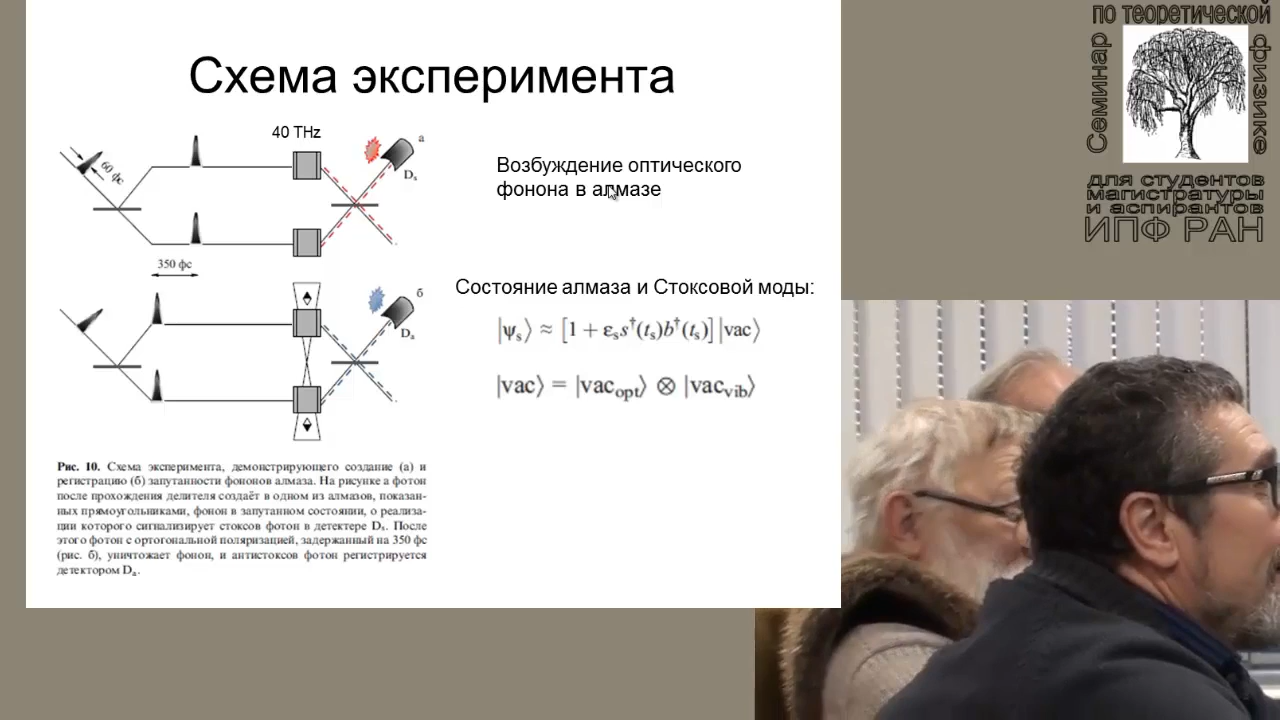 Схема эксперимента
40 THz
60 фс
а
Ds
350 фс
б
Da
Рис. 10. Схема эксперимента, демонстрирующего создание (а) и
регистрацию (б) запутанности фононов алмаза. На рисунке а фотон
после прохождения делителя создаёт в одном из алмазов, показан-
ных прямоугольниками, фонон в запутанном состоянии, о реализа-
ции которого сигнализирует стоксов фотон в детекторе Ds. После
этого фотон с ортогональной поляризацией, задержанный на 350 фс
(рис. б), уничтожает фонон, и антистоксов фотон регистрируется
детектором Da.
Возбуждение оптического
фонона в алмазе
Состояние алмаза и Стоксовой моды:
|ψs⟩ ≈ [1 + εs s†(ts)b†(ts)]|vac⟩
|vac⟩ = |vacopt⟩ ⊗ |vacvib⟩
Семинар
по теоретической
физике
для студентов
магистратуры
и аспирантов
ИПФ РАН